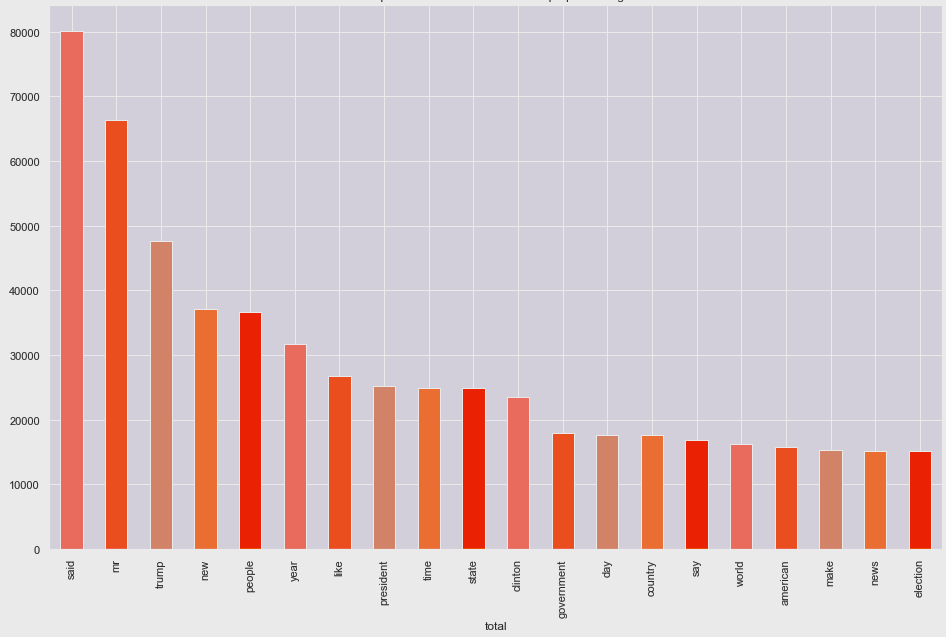 80000
70000
60000
50000
40000
30000
20000
10000
0
said
mr
trump
new
people
year
like
president
time
state
clinton
government
day
country
say
world
american
make
news
election
total